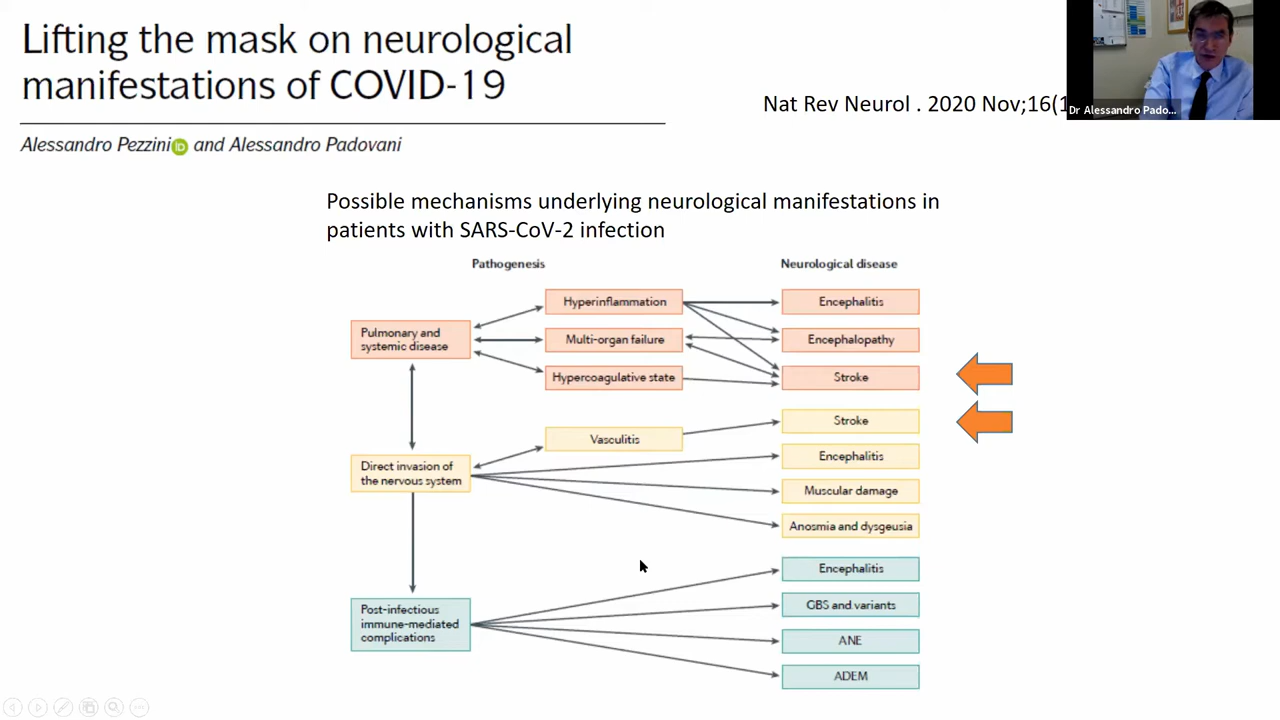 Lifting the mask on neurological
manifestations of COVID-19
Nat Rev Neurol . 2020 Nov;16(1
Dr Alessandro Pado...
Alessandro Pezzini iD and Alessandro Padovani
Possible mechanisms underlying neurological manifestations in
patients with SARS-CoV-2 infection
Pathogenesis
Neurological disease
Pulmonary and
systemic disease
Hyperinflammation
Multi-organ failure
Hypercoagulative state
Encephalitis
Encephalopathy
Stroke
Direct invasion of
the nervous system
Vasculitis
Stroke
Encephalitis
Muscular damage
Anosmia and dysgeusia
Post-infectious
immune-mediated
complications
Encephalitis
GBS and variants
ANE
ADEM